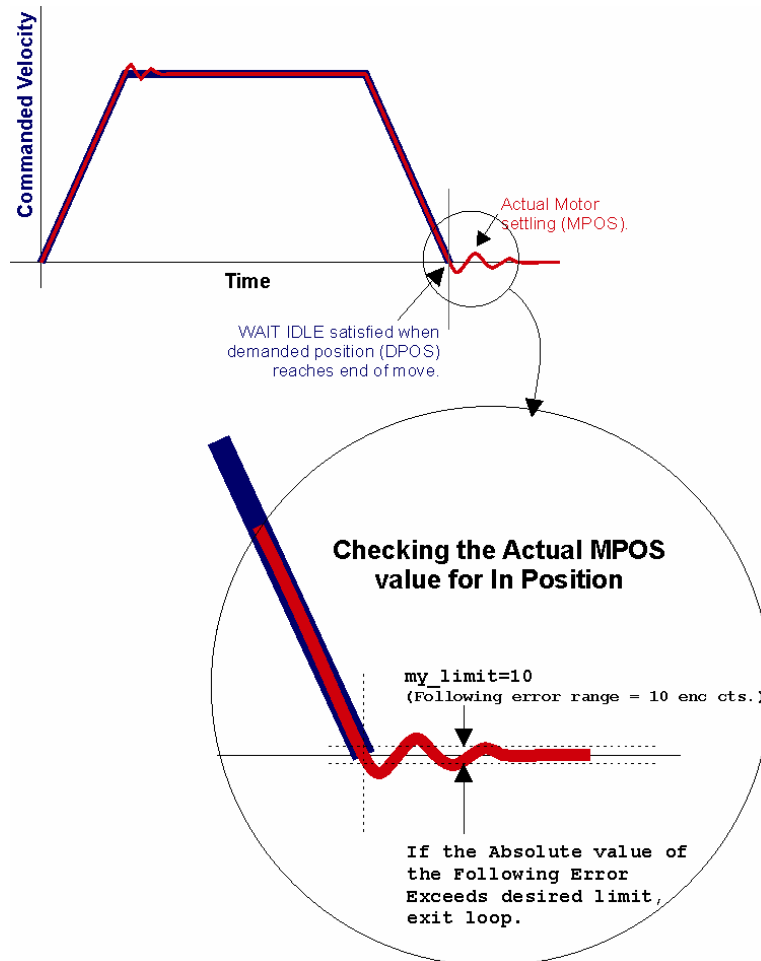 Commanded Velocity
Actual Motor
settling (MPOS).
Time
WAIT IDLE satisfied when
demanded position (DPOS)
reaches end of move.
Checking the Actual MPOS
value for In Position
my_limit=10
(Following error range = 10 enc cts.)
If the Absolute value of
the Following Error
Exceeds desired limit,
exit loop.